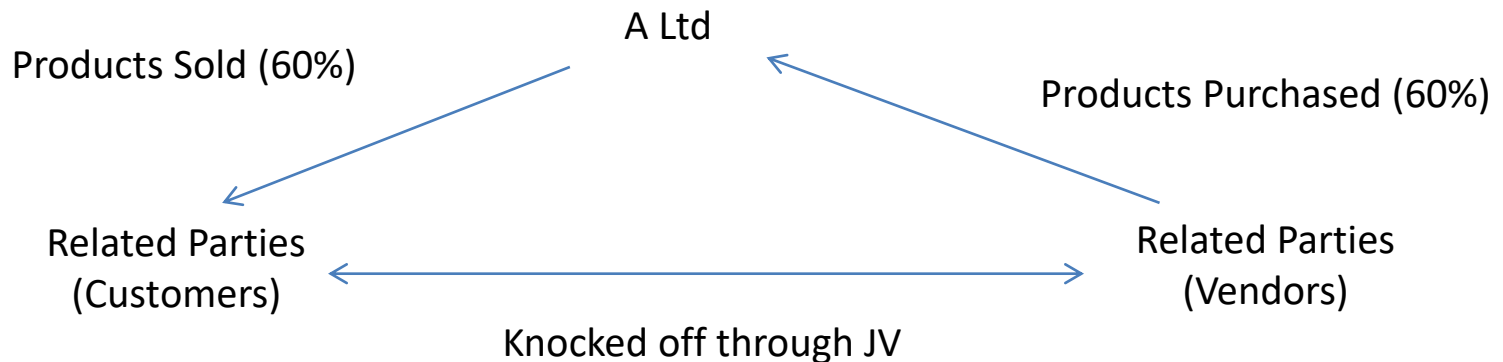 A Ltd
Products Sold (60%)
Products Purchased (60%)
Related Parties
(Customers)
Related Parties
(Vendors)
Knocked off through JV